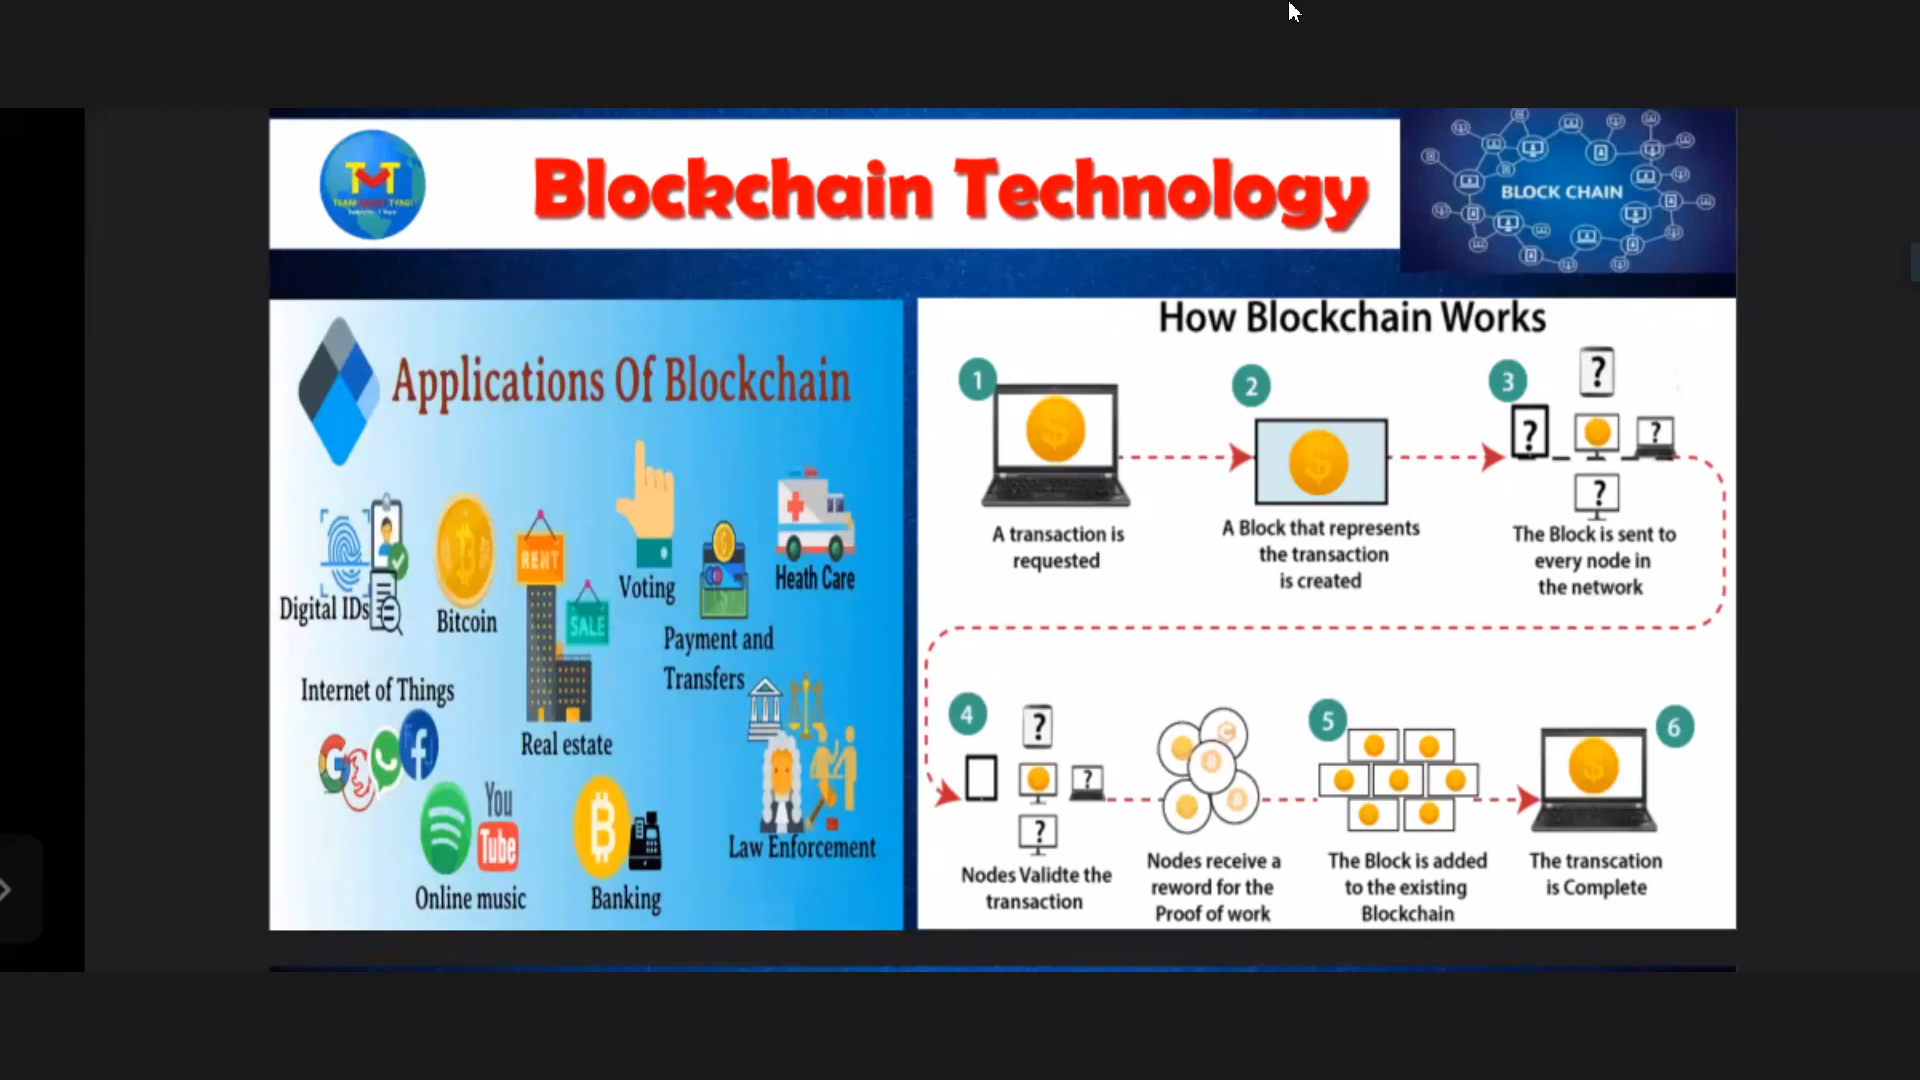 TMT
Blockchain Technology
BLOCK CHAIN
Applications Of Blockchain
Digital IDs
Bitcoin
RENT
SALE
Voting
Heath Care
Payment and
Transfers
Internet of Things
Real estate
You
Tube
Online music
Banking
Law Enforcement
How Blockchain Works
1
A transaction is
requested
2
A Block that represents
the transaction
is created
3
?
?
?
?
The Block is sent to
every node in
the network
4
?
?
?
Nodes Validte the
transaction
Nodes receive a
reword for the
Proof of work
5
The Block is added
to the existing
Blockchain
6
The transcation
is Complete